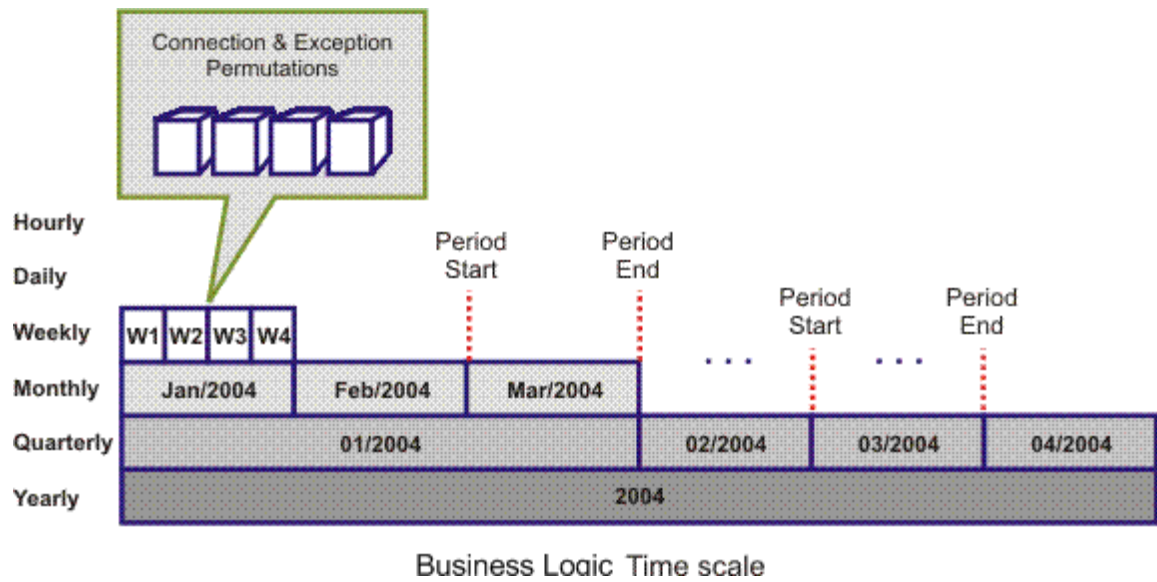 Connection & Exception
Permutations
Hourly
Daily
Weekly
Monthly
Quarterly
Yearly
Period
Start
Period
End
Period
Start
Period
End
W1 W2 W3 W4
. . .
. . .
Jan/2004 Feb/2004 Mar/2004
01/2004 02/2004 03/2004 04/2004
2004
Business Logic Time scale